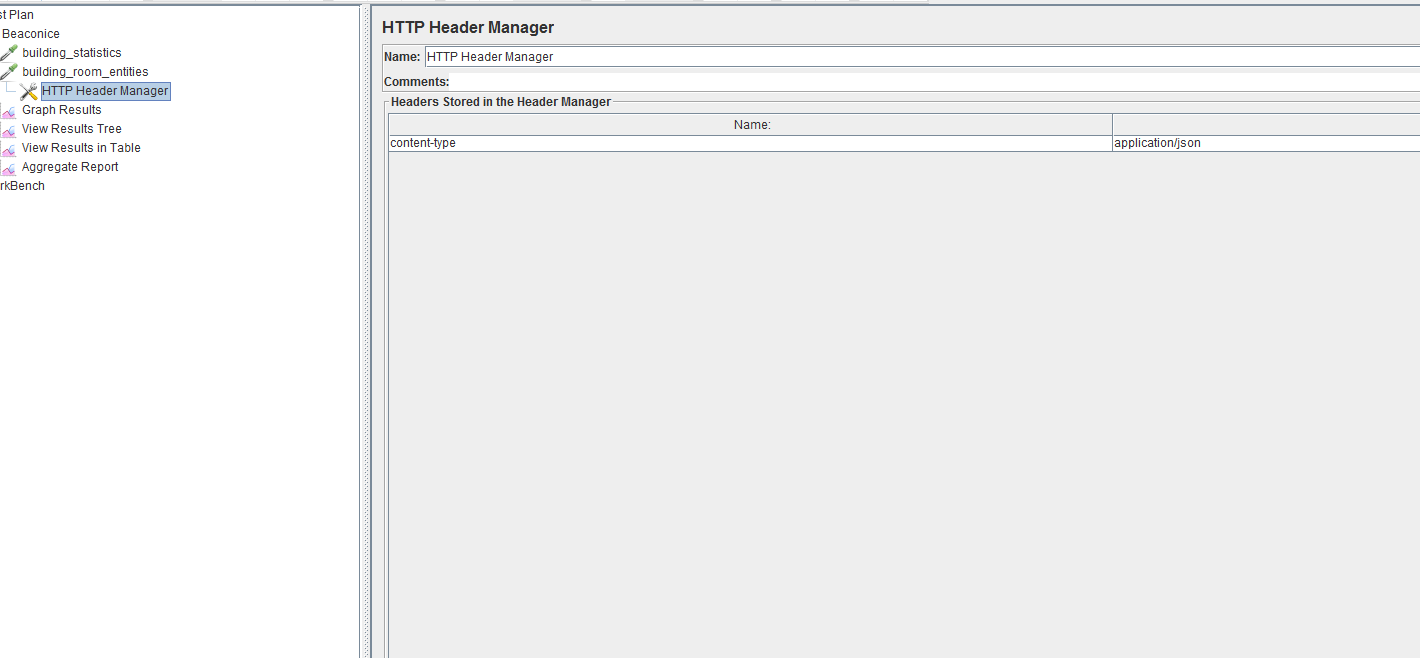 st Plan
Beaconice
building_statistics
building_room_entities
HTTP Header Manager
Graph Results
View Results Tree
View Results in Table
Aggregate Report
rkBench
HTTP Header Manager
Name: HTTP Header Manager
Comments:
Headers Stored in the Header Manager
Name:
content-type application/json